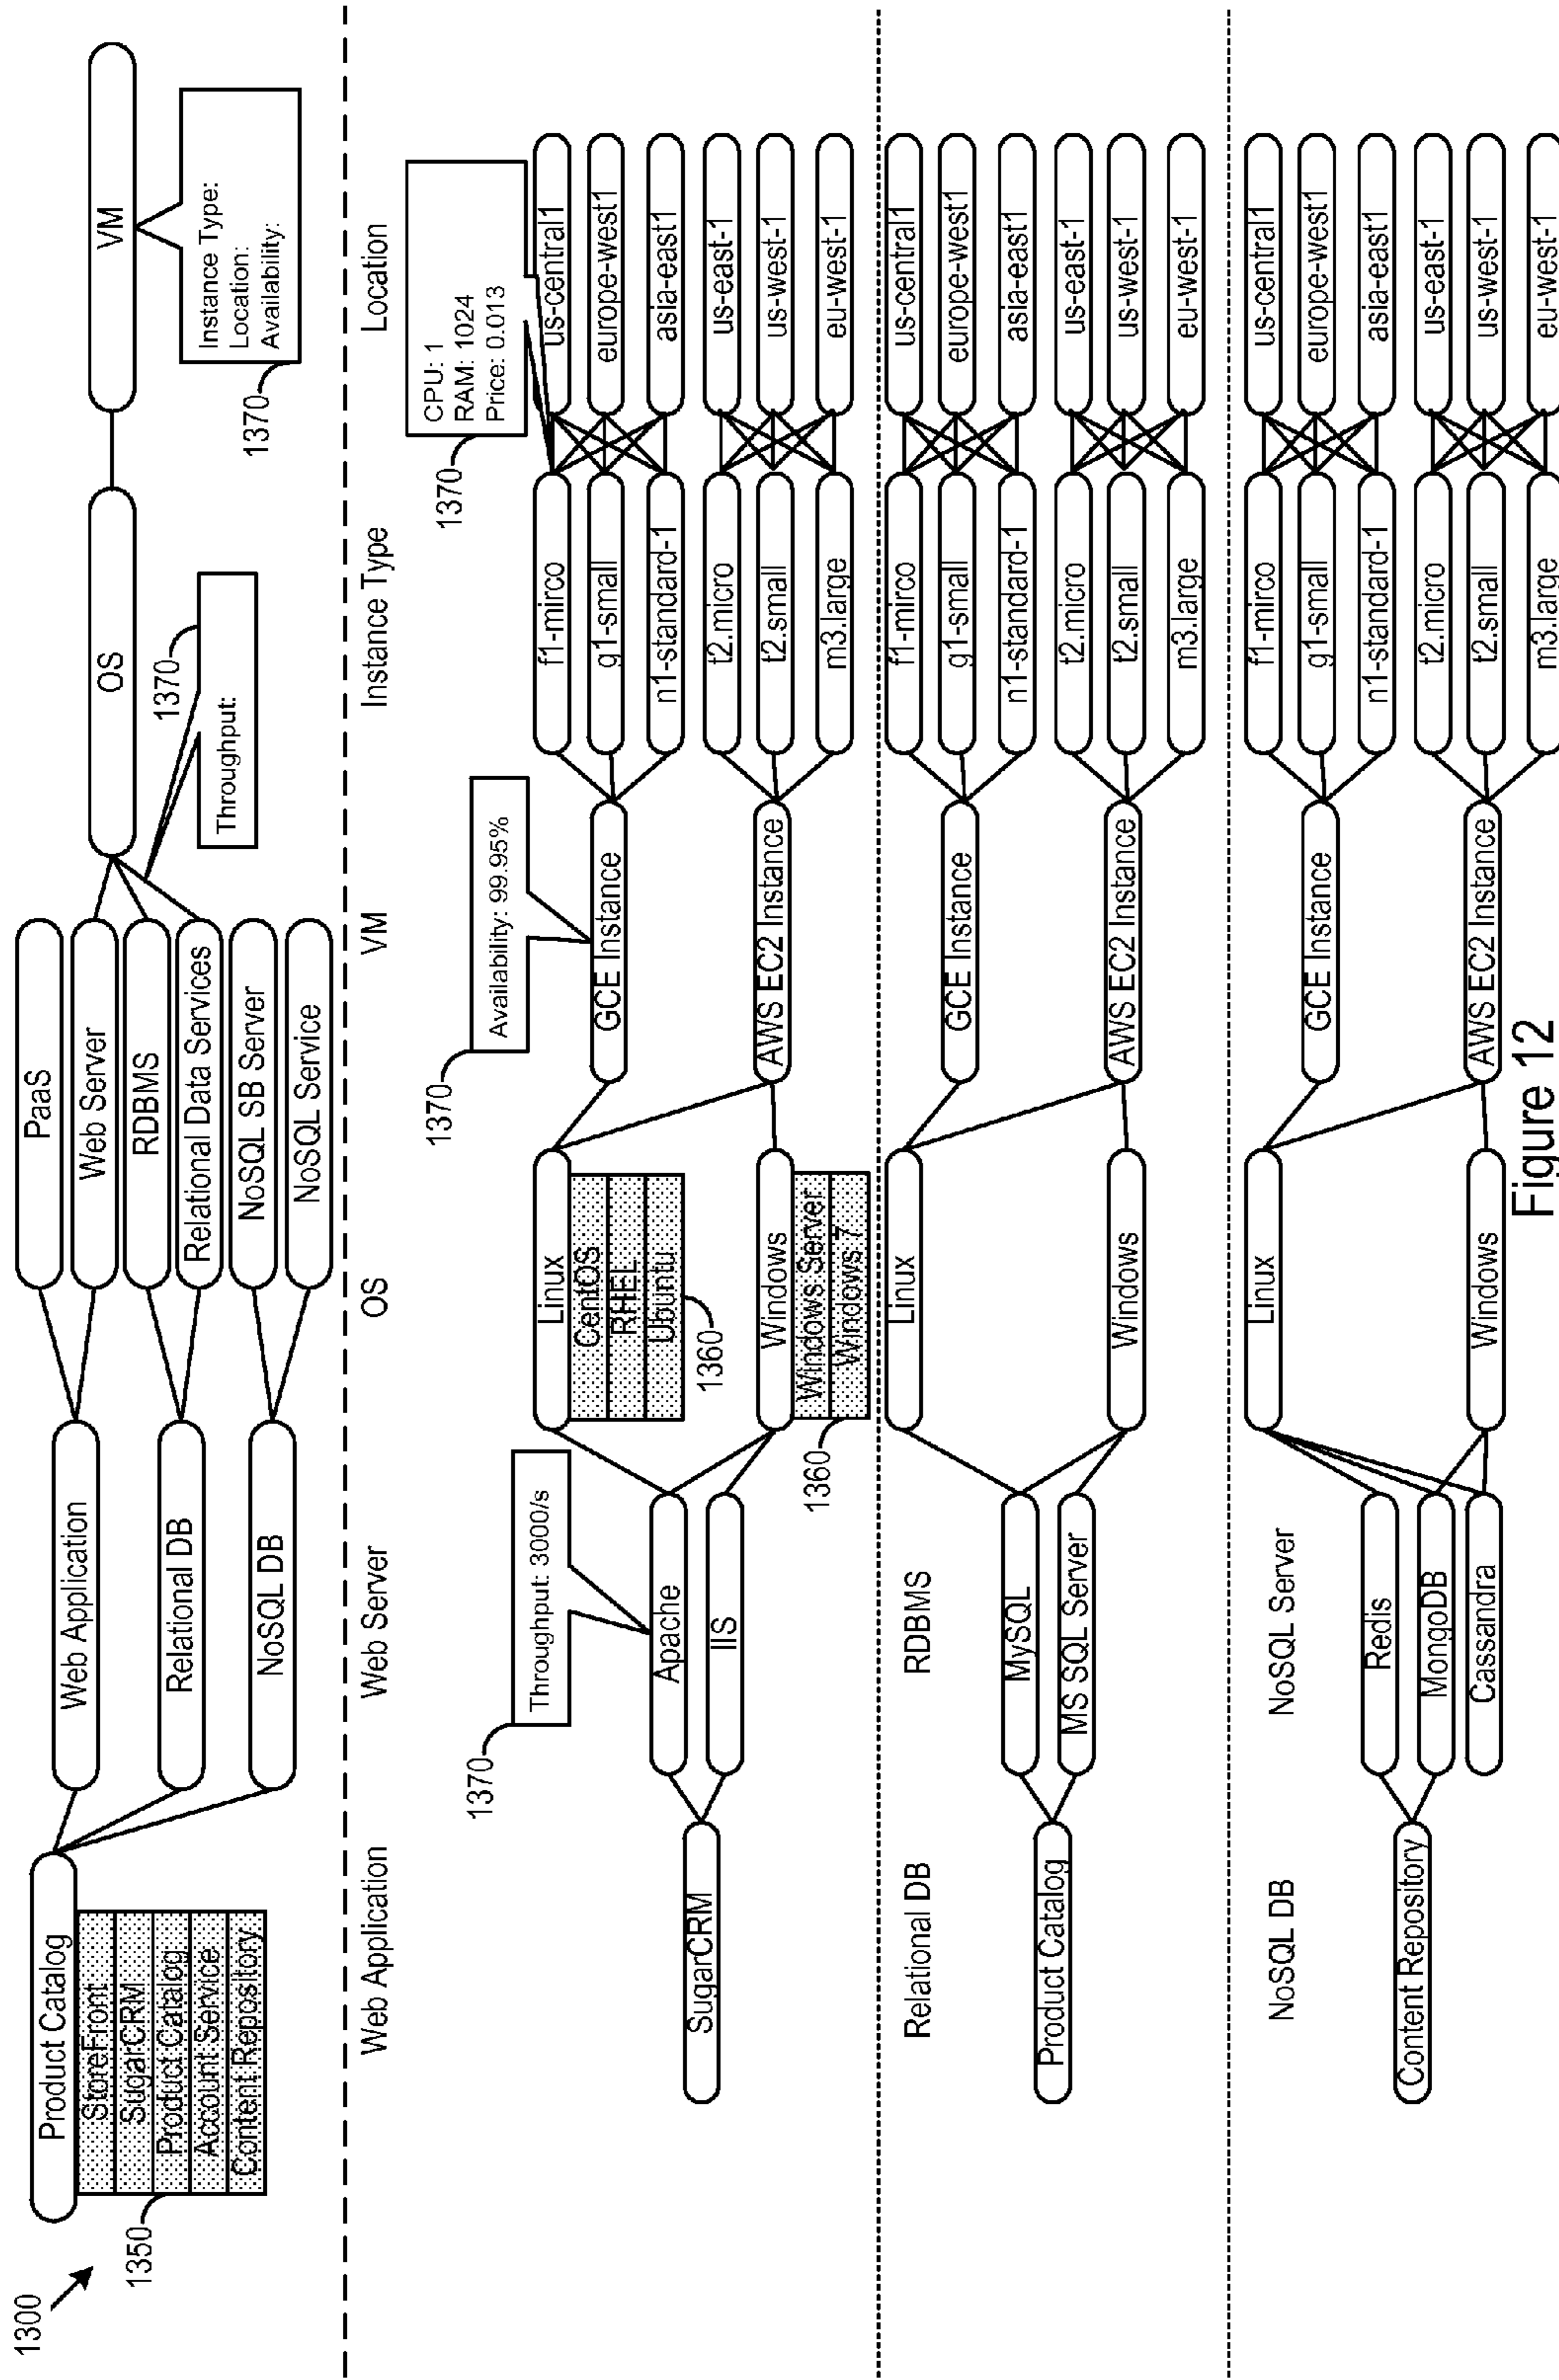 1300
Product Catalog
StoreFront
SugarCRM
Product Catalog
Account Service
Content Repository
1350
Web Application
Relational DB
NoSQL DB
PaaS
Web Server
RDBMS
Relational Data Services
NoSQL SB Server
NoSQL Service
OS
Throughput:
1370
VM
Instance Type:
Location:
Availability:
1370
Web Application
Web Server
OS
VM
Instance Type
Location
SugarCRM
1370
Throughput: 3000/s
Apache
IIS
Linux
CentOS
RHEL
Ubuntu
1360
Windows
Windows Server
Windows 7
1360
1370
Availability: 99.95%
GCE Instance
AWS EC2 Instance
f1-mirco
g1-small
n1-standard-1
t2.micro
t2.small
m3.large
1370
CPU: 1
RAM: 1024
Price: 0.013
us-central1
europe-west1
asia-east1
us-east-1
us-west-1
eu-west-1
Relational DB
RDBMS
Product Catalog
MySQL
MS SQL Server
Linux
Windows
GCE Instance
AWS EC2 Instance
f1-mirco
g1-small
n1-standard-1
t2.micro
t2.small
m3.large
us-central1
europe-west1
asia-east1
us-east-1
us-west-1
eu-west-1
NoSQL DB
NoSQL Server
Content Repository
Redis
MongoDB
Cassandra
Linux
Windows
GCE Instance
AWS EC2 Instance
f1-mirco
g1-small
n1-standard-1
t2.micro
t2.small
m3.large
us-central1
europe-west1
asia-east1
us-east-1
us-west-1
eu-west-1
Figure 12